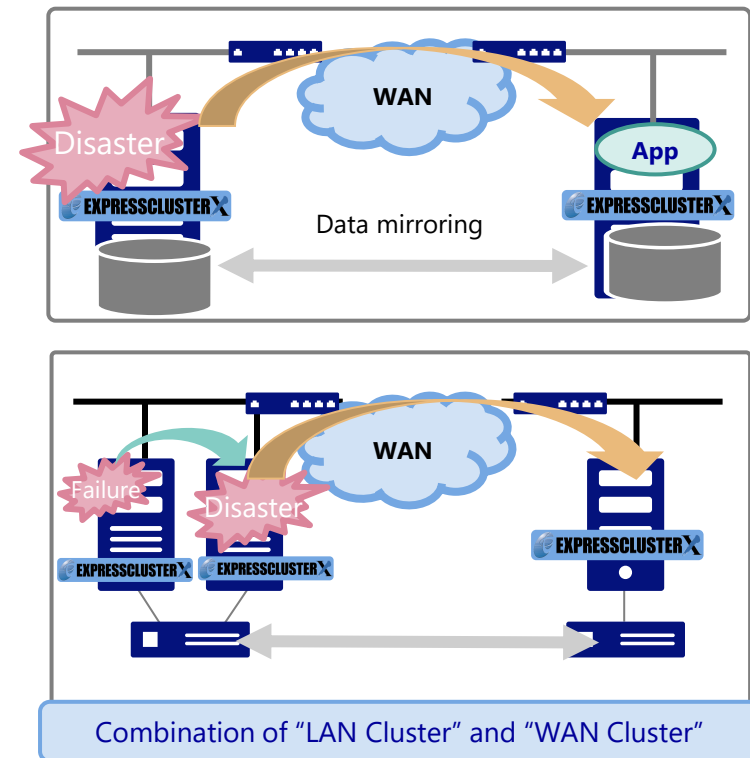 WAN
Disaster
App
EXPRESSCLUSTER X
EXPRESSCLUSTER X
Data mirroring
WAN
Failure
Disaster
EXPRESSCLUSTER X
EXPRESSCLUSTER X
EXPRESSCLUSTER X
Combination of “LAN Cluster” and “WAN Cluster”